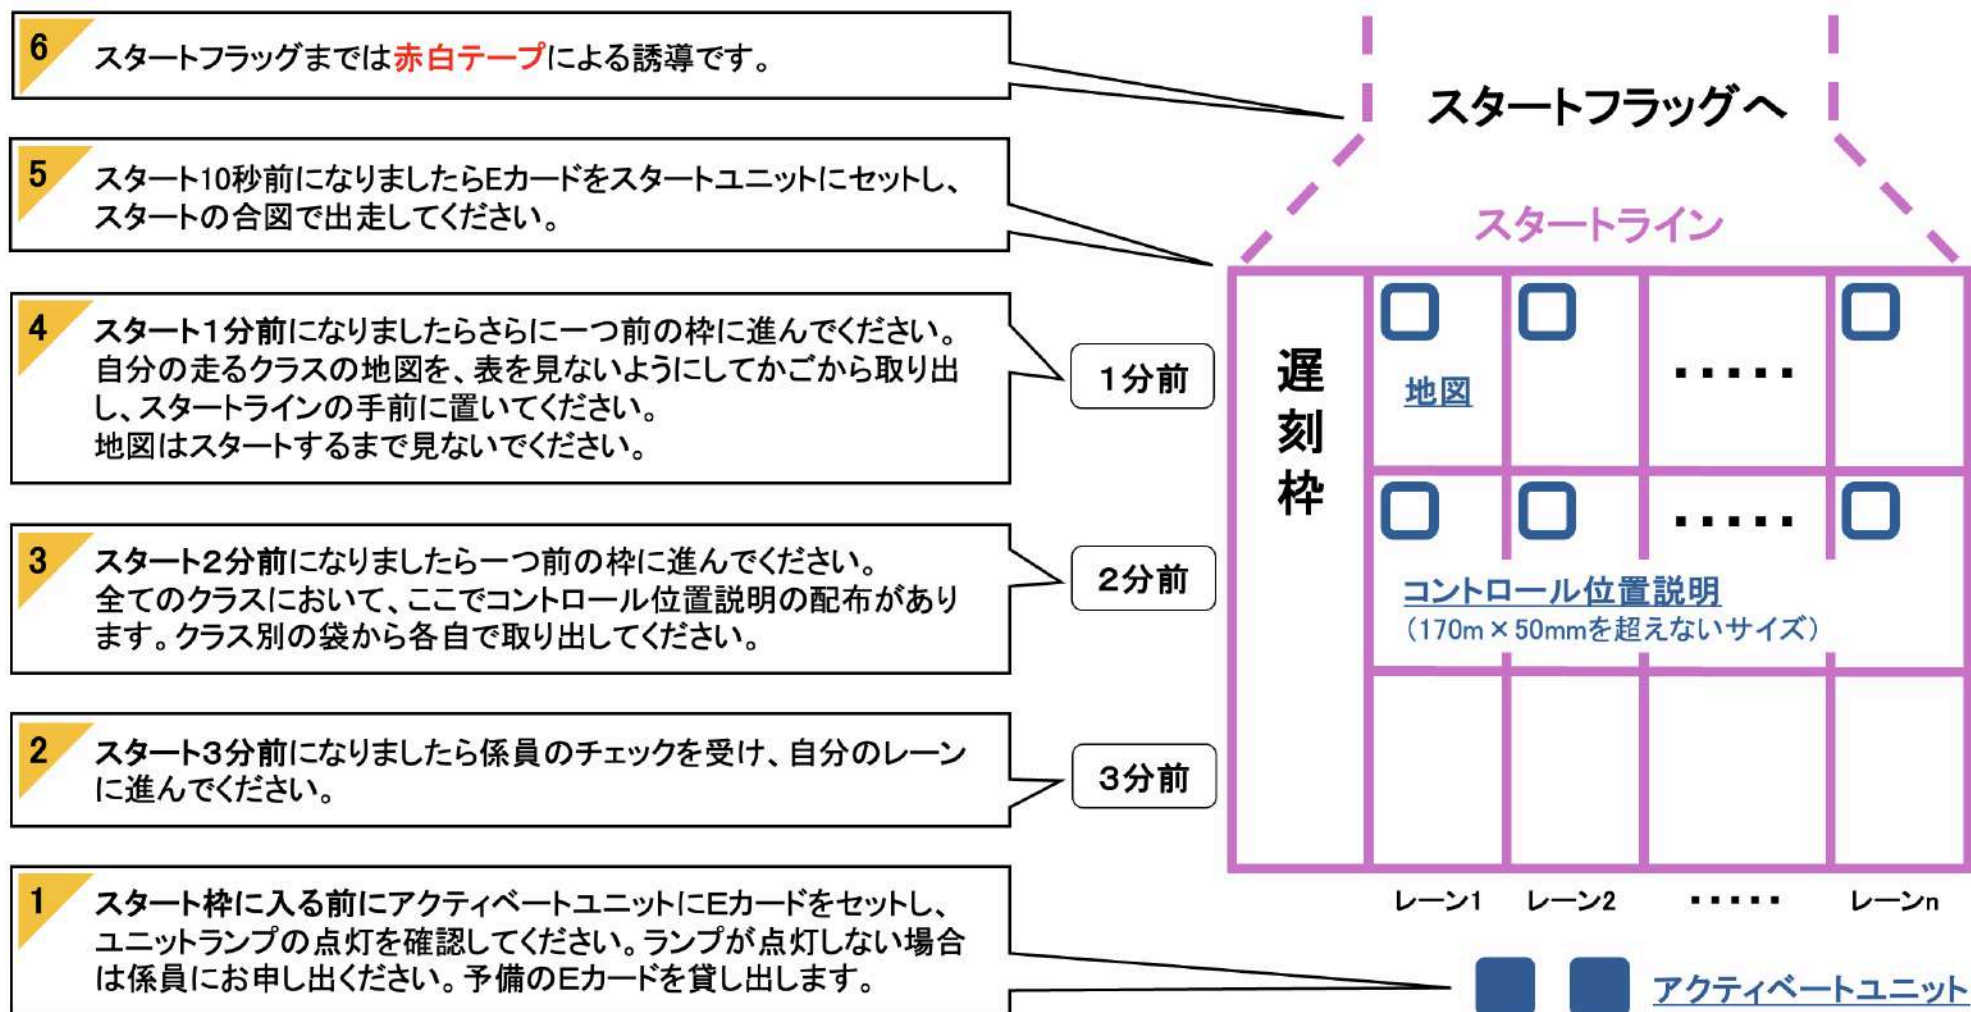 6
スタートフラッグまでは赤白テープによる誘導です。
5
スタート10秒前になりましたらEカードをスタートユニットにセットし、
スタートの合図で出走してください。
4
スタート1分前になりましたらさらに一つ前の枠に進んでください。
自分の走るクラスの地図を、表を見ないようにしてかごから取り出
し、スタートラインの手前に置いてください。
地図はスタートするまで見ないでください。
3
スタート2分前になりましたら一つ前の枠に進んでください。
全てのクラスにおいて、ここでコントロール位置説明の配布があり
ます。クラス別の袋から各自で取り出してください。
2
スタート3分前になりましたら係員のチェックを受け、自分のレーン
に進んでください。
1
スタート枠に入る前にアクティベートユニットにEカードをセットし、
ユニットランプの点灯を確認してください。ランプが点灯しない場合
は係員にお申し出ください。予備のEカードを貸し出します。
1分前
2分前
3分前
スタートフラッグへ
スタートライン
遅刻枠
地図
・・・・・
・・・・・
コントロール位置説明
（170m×50mmを超えないサイズ）
レーン1 レーン2 ・・・・・ レーンn
アクティベートユニット